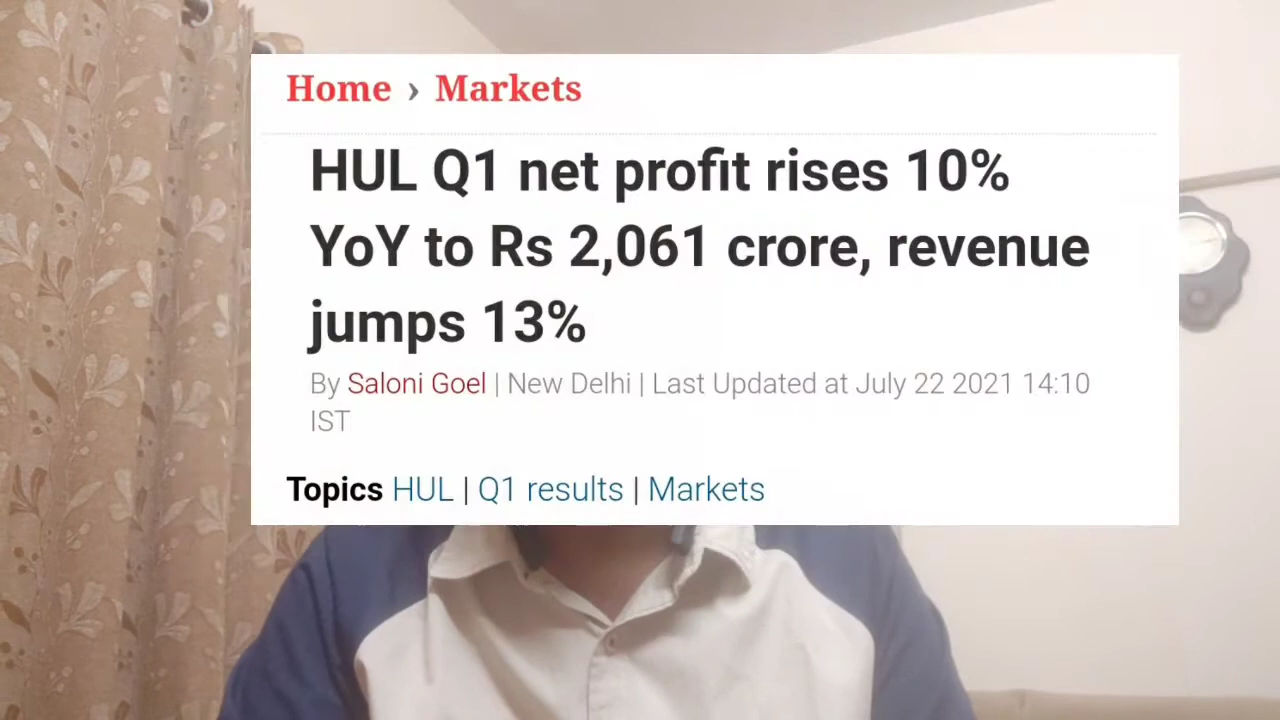 Home › Markets
HUL Q1 net profit rises 10%
YoY to Rs 2,061 crore, revenue
jumps 13%
By Saloni Goel | New Delhi | Last Updated at July 22 2021 14:10
IST
Topics HUL | Q1 results | Markets